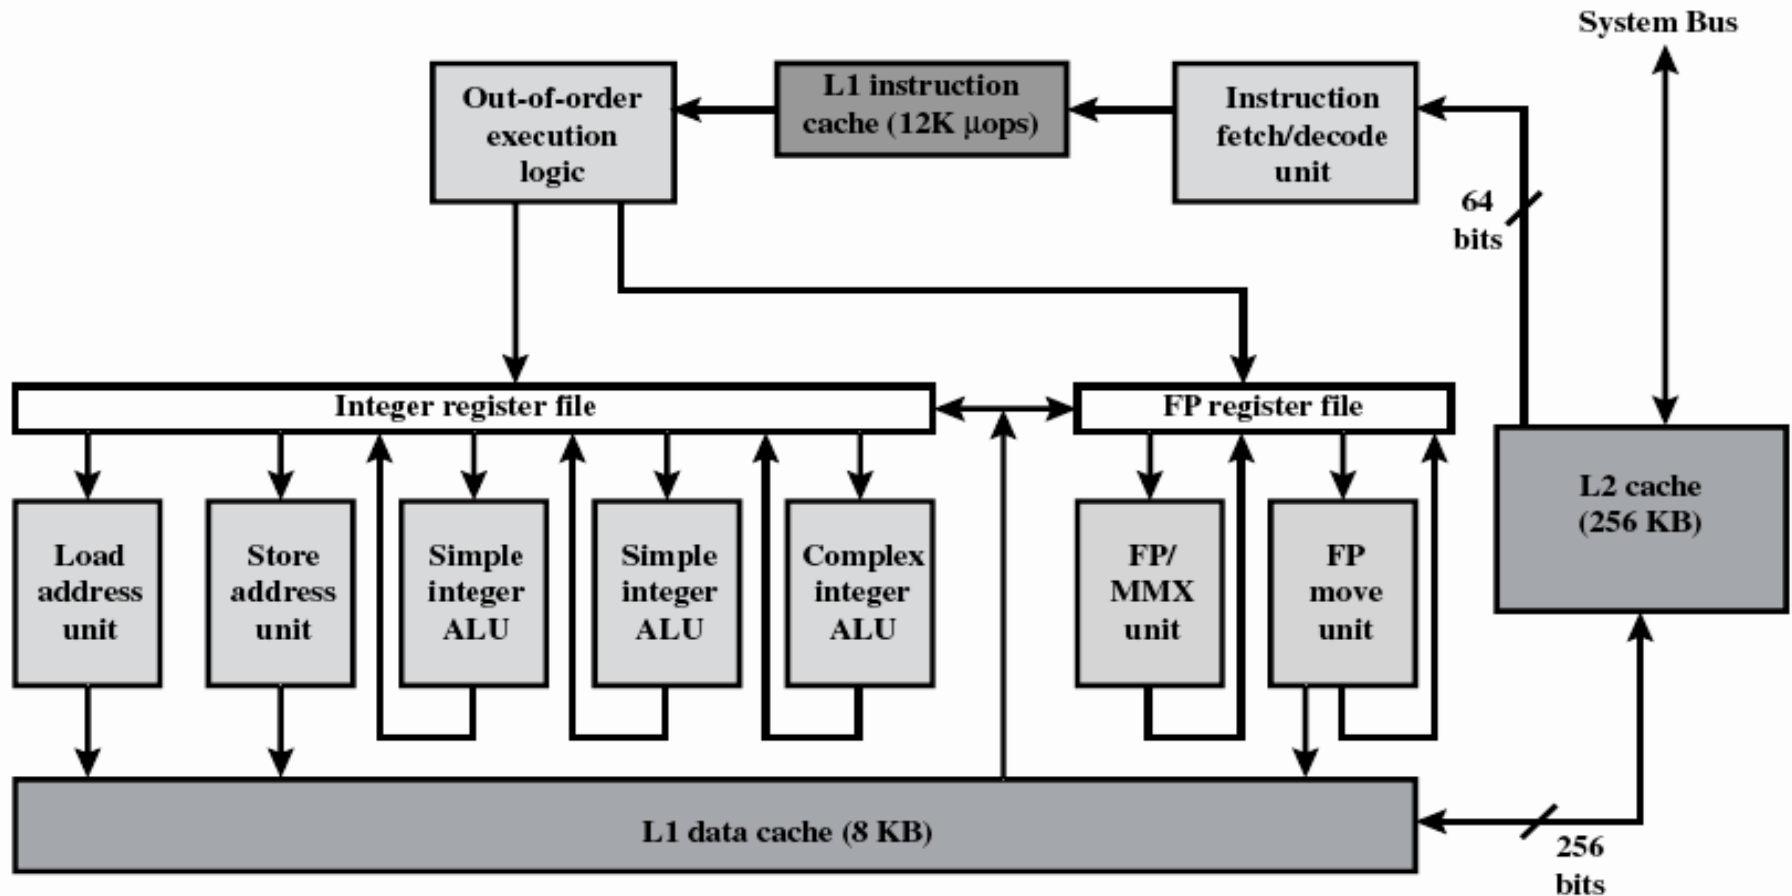 System Bus
Out-of-order
execution
logic
L1 instruction
cache (12K μops)
Instruction
fetch/decode
unit
64
bits
Integer register file
FP register file
L2 cache
(256 KB)
Load
address
unit
Store
address
unit
Simple
integer
ALU
Simple
integer
ALU
Complex
integer
ALU
FP/
MMX
unit
FP
move
unit
L1 data cache (8 KB)
256
bits